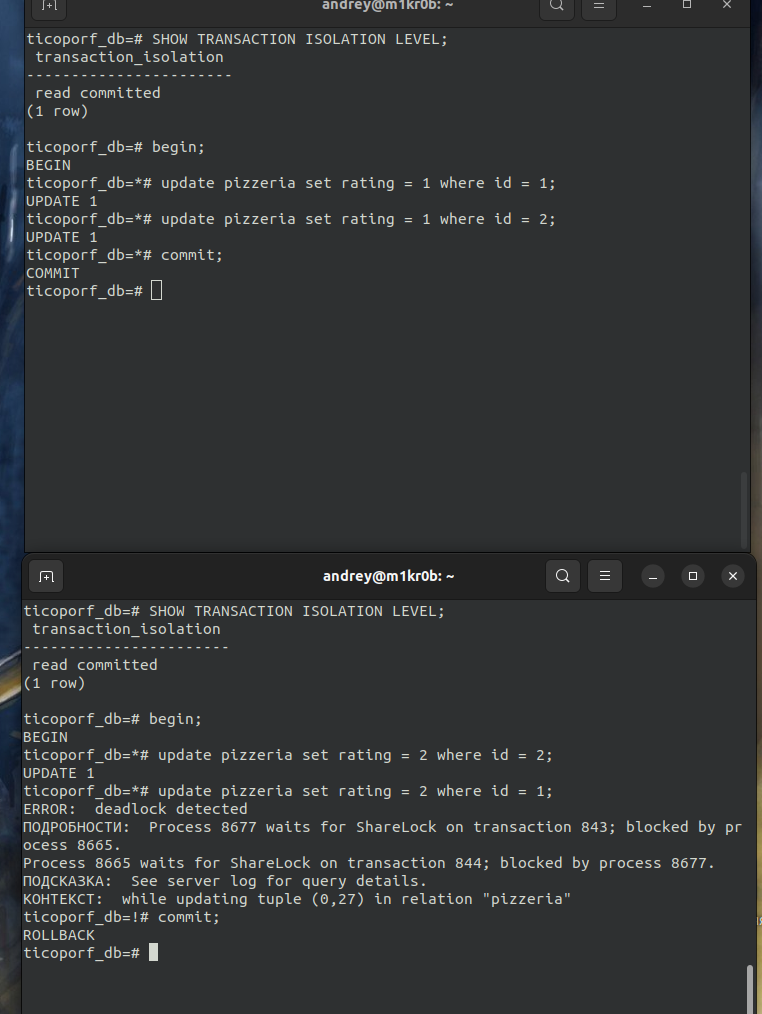 andrey@m1kr0b: ~
ticoporf_db=# SHOW TRANSACTION ISOLATION LEVEL;
 transaction_isolation
-----------------------
 read committed
(1 row)

ticoporf_db=# begin;
BEGIN
ticoporf_db=*# update pizzeria set rating = 1 where id = 1;
UPDATE 1
ticoporf_db=*# update pizzeria set rating = 1 where id = 2;
UPDATE 1
ticoporf_db=*# commit;
COMMIT
ticoporf_db=#
andrey@m1kr0b: ~
ticoporf_db=# SHOW TRANSACTION ISOLATION LEVEL;
 transaction_isolation
-----------------------
 read committed
(1 row)

ticoporf_db=# begin;
BEGIN
ticoporf_db=*# update pizzeria set rating = 2 where id = 2;
UPDATE 1
ticoporf_db=*# update pizzeria set rating = 2 where id = 1;
ERROR:  deadlock detected
ПОДРОБНОСТИ:  Process 8677 waits for ShareLock on transaction 843; blocked by pr
ocess 8665.
Process 8665 waits for ShareLock on transaction 844; blocked by process 8677.
ПОДСКАЗКА:  See server log for query details.
КОНТЕКСТ:  while updating tuple (0,27) in relation "pizzeria"
ticoporf_db=!# commit;
ROLLBACK
ticoporf_db=#